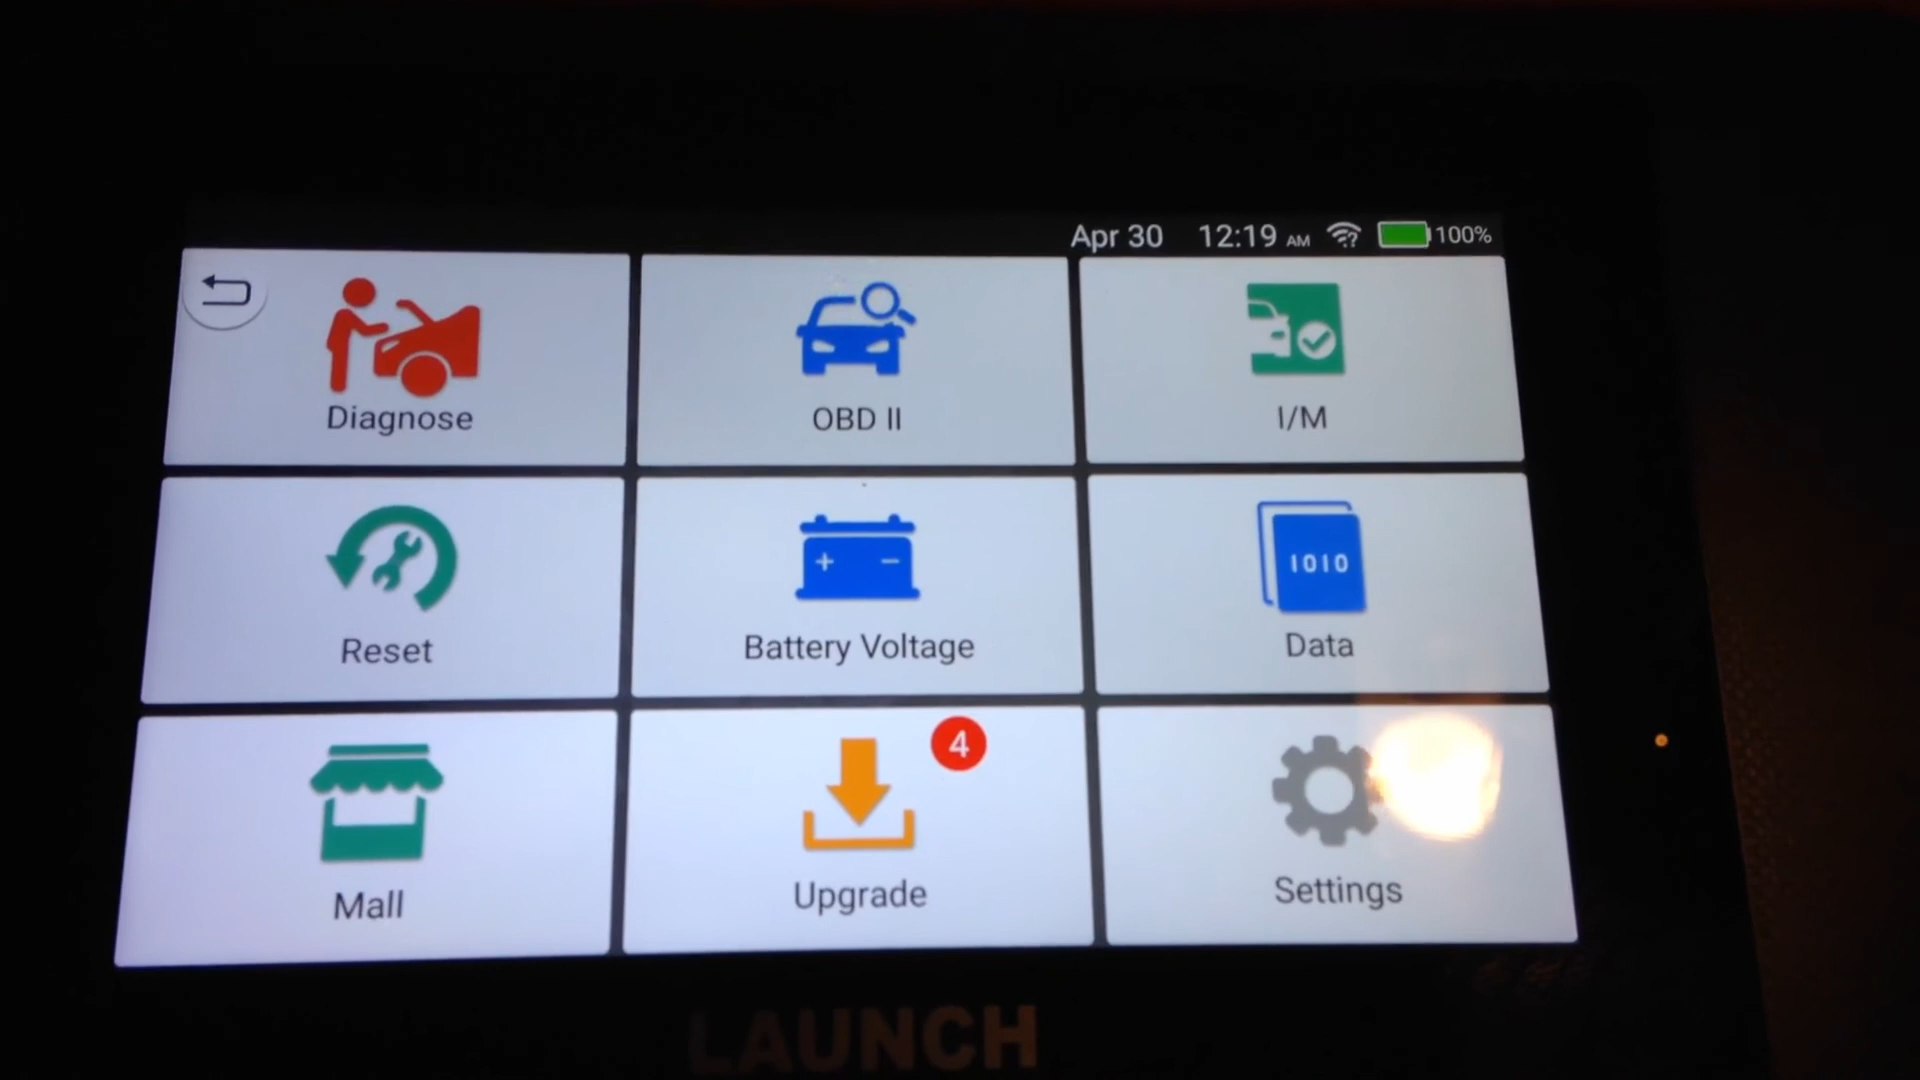 Apr 30 12:19 AM ? 100%
Diagnose
OBD II
I/M
Reset
+ -
Battery Voltage
1010
Data
Mall
4
Upgrade
Settings
LAUNCH